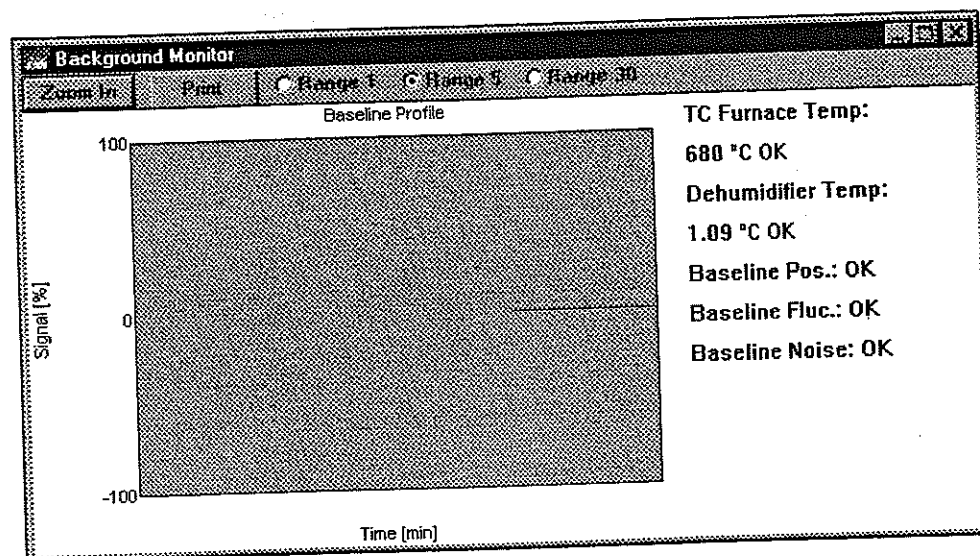 Background Monitor
Zoom In Print Range 1 Range 5 Range 30
Baseline Profile
100
0
-100
Signal [%]
Time [min]
TC Furnace Temp:
680 °C OK
Dehumidifier Temp:
1.09 °C OK
Baseline Pos.: OK
Baseline Fluc.: OK
Baseline Noise: OK